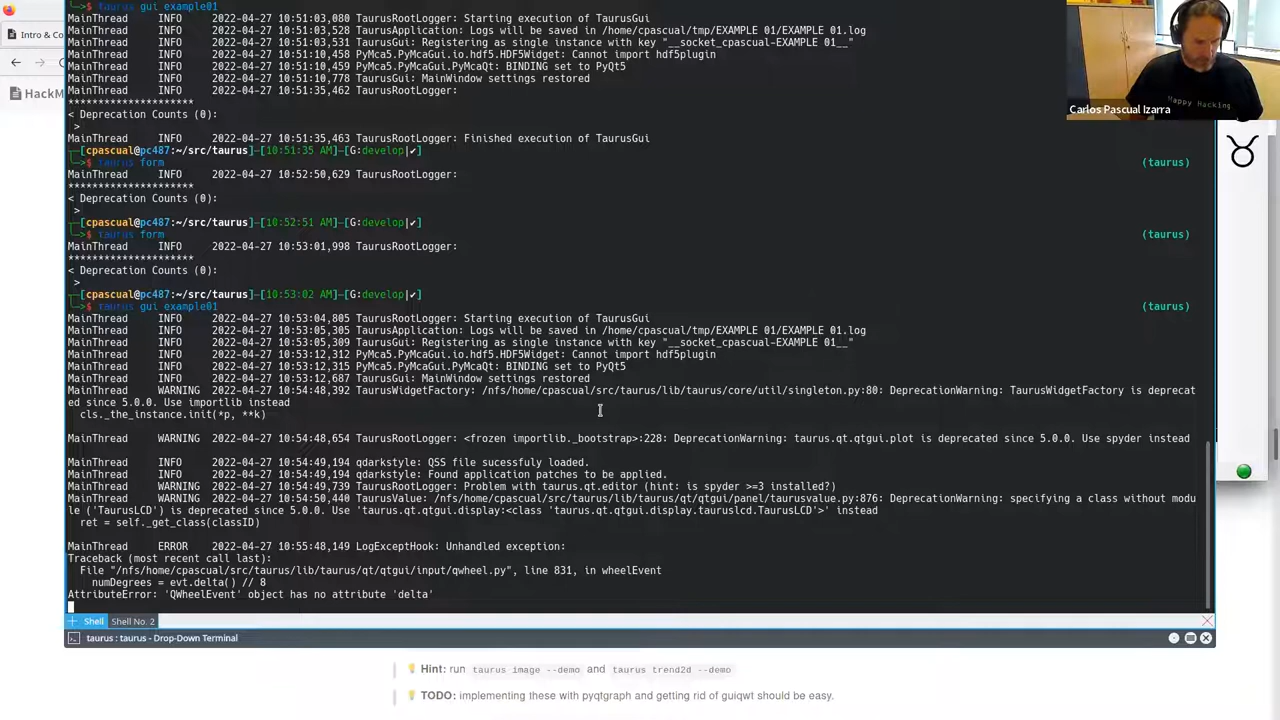 $ taurus gui example01
MainThread     INFO     2022-04-27 10:51:03,080 TaurusRootLogger: Starting execution of TaurusGui
MainThread     INFO     2022-04-27 10:51:03,528 TaurusApplication: Logs will be saved in /home/cpascual/tmp/EXAMPLE_01/EXAMPLE_01.log
MainThread     INFO     2022-04-27 10:51:03,531 TaurusGui: Registering as single instance with key "__socket_cpascual-EXAMPLE_01__"
MainThread     INFO     2022-04-27 10:51:10,458 PyMca5.PyMcaGui.io.hdf5.HDF5Widget: Cannot import hdf5plugin
MainThread     INFO     2022-04-27 10:51:10,459 PyMca5.PyMcaGui.PyMcaQt: BINDING set to PyQt5
MainThread     INFO     2022-04-27 10:51:10,778 TaurusGui: MainWindow settings restored
MainThread     INFO     2022-04-27 10:51:35,462 TaurusRootLogger:
*********************
< Deprecation Counts (0):
>
MainThread     INFO     2022-04-27 10:51:35,463 TaurusRootLogger: Finished execution of TaurusGui
[cpascual@pc487:~/src/taurus]-[10:51:35 AM]-[G:develop|✔]
$ taurus form (taurus)
MainThread     INFO     2022-04-27 10:52:50,629 TaurusRootLogger:
*********************
< Deprecation Counts (0):
>
[cpascual@pc487:~/src/taurus]-[10:52:51 AM]-[G:develop|✔]
$ taurus form (taurus)
MainThread     INFO     2022-04-27 10:53:01,998 TaurusRootLogger:
*********************
< Deprecation Counts (0):
>
[cpascual@pc487:~/src/taurus]-[10:53:02 AM]-[G:develop|✔]
$ taurus gui example01 (taurus)
MainThread     INFO     2022-04-27 10:53:04,805 TaurusRootLogger: Starting execution of TaurusGui
MainThread     INFO     2022-04-27 10:53:05,305 TaurusApplication: Logs will be saved in /home/cpascual/tmp/EXAMPLE_01/EXAMPLE_01.log
MainThread     INFO     2022-04-27 10:53:05,309 TaurusGui: Registering as single instance with key "__socket_cpascual-EXAMPLE_01__"
MainThread     INFO     2022-04-27 10:53:12,312 PyMca5.PyMcaGui.io.hdf5.HDF5Widget: Cannot import hdf5plugin
MainThread     INFO     2022-04-27 10:53:12,315 PyMca5.PyMcaGui.PyMcaQt: BINDING set to PyQt5
MainThread     INFO     2022-04-27 10:53:12,687 TaurusGui: MainWindow settings restored
MainThread     WARNING  2022-04-27 10:54:48,392 TaurusWidgetFactory: /nfs/home/cpascual/src/taurus/lib/taurus/core/util/singleton.py:80: DeprecationWarning: TaurusWidgetFactory is deprecat
ed since 5.0.0. Use importlib instead
cls._the_instance.init(*p, **k)
MainThread     WARNING  2022-04-27 10:54:48,654 TaurusRootLogger: <frozen importlib._bootstrap>:228: DeprecationWarning: taurus.qt.qtgui.plot is deprecated since 5.0.0. Use spyder instead
MainThread     INFO     2022-04-27 10:54:49,194 qdarkstyle: QSS file sucessfuly loaded.
MainThread     INFO     2022-04-27 10:54:49,194 qdarkstyle: Found application patches to be applied.
MainThread     WARNING  2022-04-27 10:54:49,739 TaurusRootLogger: Problem with taurus.qt.editor (hint: is spyder >=3 installed?)
MainThread     WARNING  2022-04-27 10:54:50,440 TaurusValue: /nfs/home/cpascual/src/taurus/lib/taurus/qt/qtgui/panel/taurusvalue.py:876: DeprecationWarning: specifying a class without modu
le ('TaurusLCD') is deprecated since 5.0.0. Use 'taurus.qt.qtgui.display:<class 'taurus.qt.qtgui.display.tauruslcd.TaurusLCD'>' instead
ret = self._get_class(classID)
MainThread     ERROR    2022-04-27 10:55:48,149 LogExceptHook: Unhandled exception:
Traceback (most recent call last):
File "/nfs/home/cpascual/src/taurus/lib/taurus/qt/qtgui/input/qwheel.py", line 831, in wheelEvent
numDegrees = evt.delta() // 8
AttributeError: 'QWheelEvent' object has no attribute 'delta'
Shell Shell No. 2
taurus : taurus - Drop-Down Terminal
Intro & Co
HackM
Happy Hacking
Carlos Pascual Izarra
Hint: run taurus image --demo and taurus trend2d --demo
TODO: implementing these with pyqtgraph and getting rid of guiqwt should be easy.